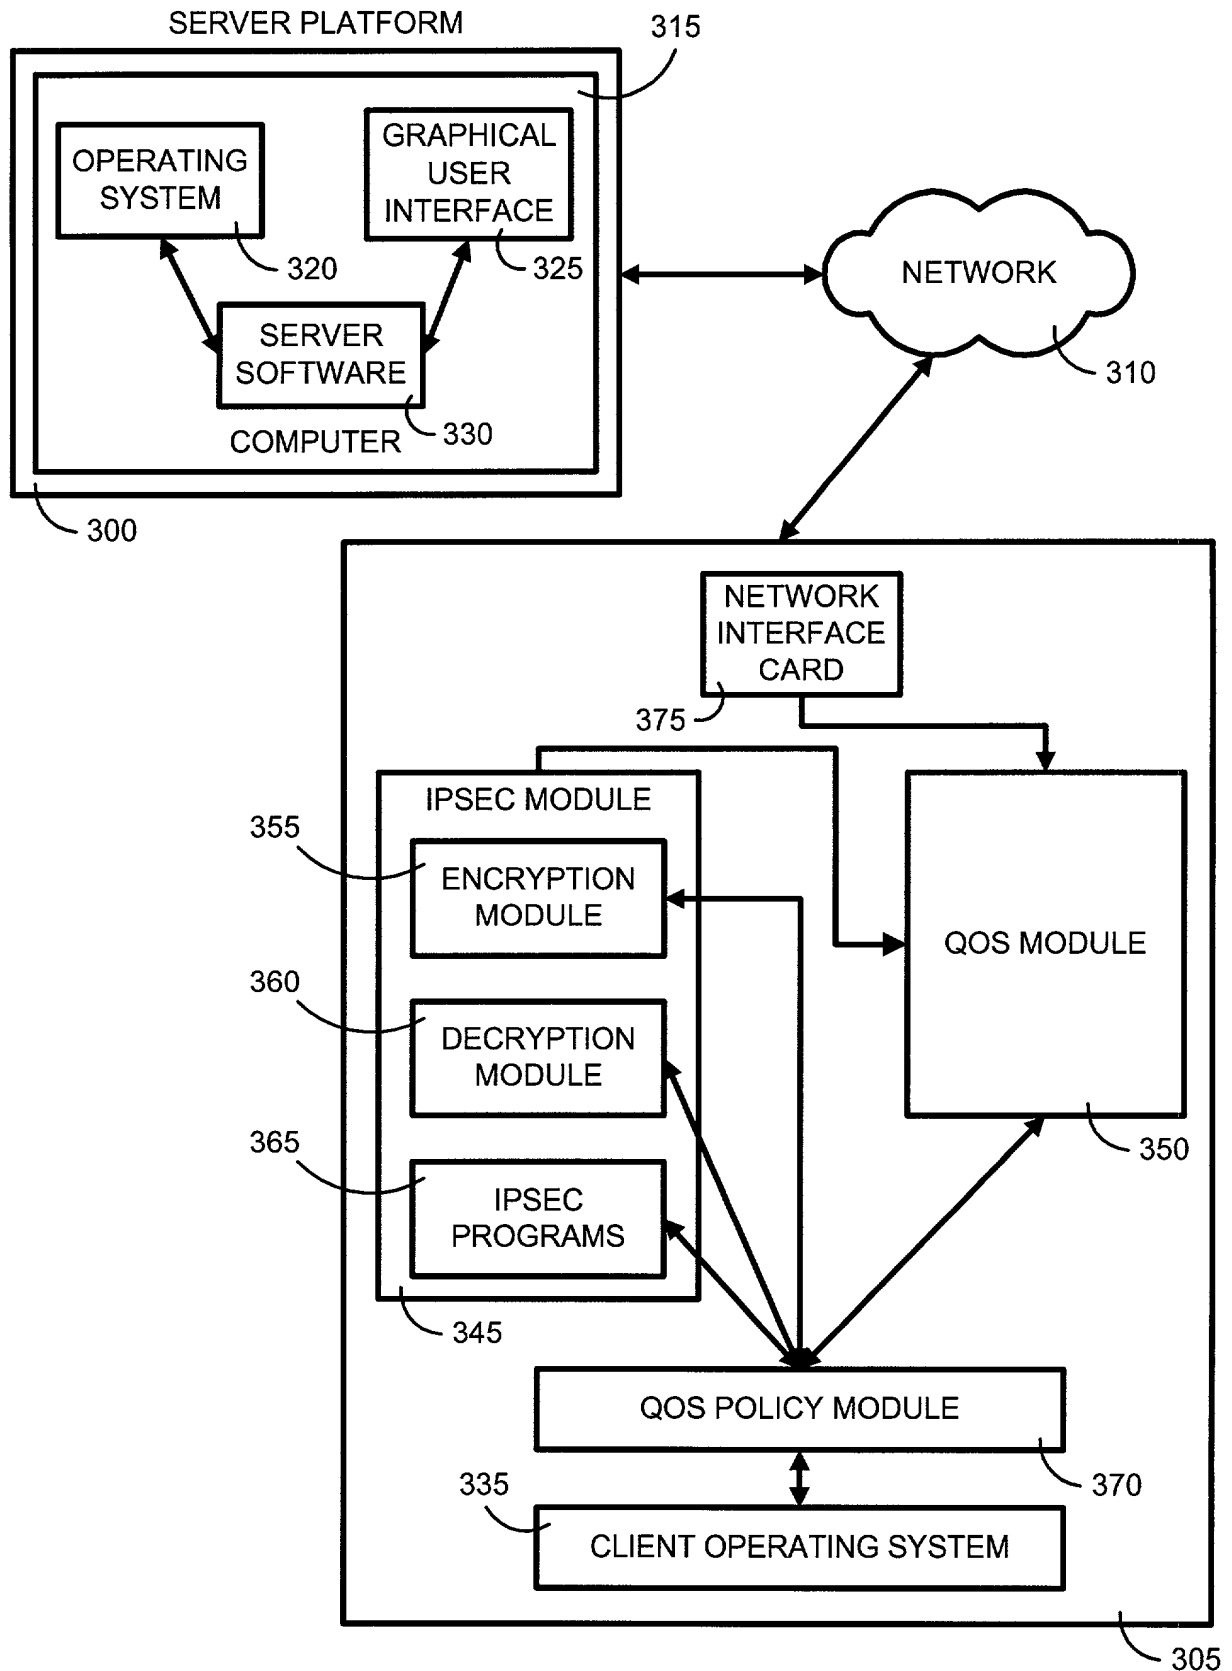 SERVER PLATFORM
315
OPERATING
SYSTEM
320
GRAPHICAL
USER
INTERFACE
325
SERVER
SOFTWARE
330
COMPUTER
300
NETWORK
310
NETWORK
INTERFACE
CARD
375
IPSEC MODULE
355
ENCRYPTION
MODULE
360
DECRYPTION
MODULE
365
IPSEC
PROGRAMS
345
QOS MODULE
350
QOS POLICY MODULE
370
335
CLIENT OPERATING SYSTEM
305